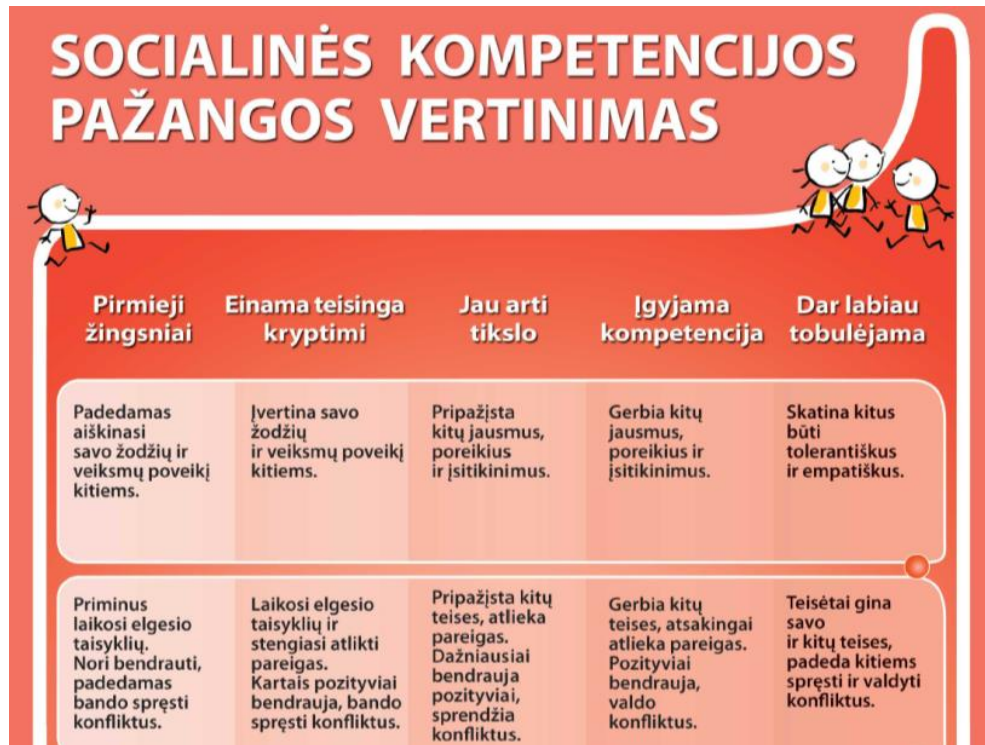 SOCIALINĖS KOMPETENCIJOS
PAŽANGOS VERTINIMAS
Pirmieji
žingsniai
Einama teisinga
kryptimi
Jau arti
tikslo
Įgyjama
kompetencija
Dar labiau
tobulėjama
Padedamas
aiškinasi
savo žodžių ir
veiksmų poveikį
kitiems.
Įvertina savo
žodžių
ir veiksmų poveikį
kitiems.
Pripažįsta
kitų jausmus,
poreikius
ir įsitikinimus.
Gerbia kitų
jausmus,
poreikius ir
įsitikinimus.
Skatina kitus
būti
tolerantiškus
ir empatiškus.
Priminus
laikosi elgesio
taisyklių.
Nori bendrauti,
padedamas
bando spręsti
konfliktus.
Laikosi elgesio
taisyklių ir
stengiasi atlikti
pareigas.
Kartais pozityviai
bendrauja, bando
spręsti konfliktus.
Pripažįsta kitų
teises, atlieka
pareigas.
Dažniausiai
bendrauja
pozityviai,
sprendžia
konfliktus.
Gerbia kitų
teises, atsakingai
atlieka pareigas.
Pozityviai
bendrauja,
valdo
konfliktus.
Teisėtai gina
savo
ir kitų teises,
padeda kitiems
spręsti ir valdyti
konfliktus.